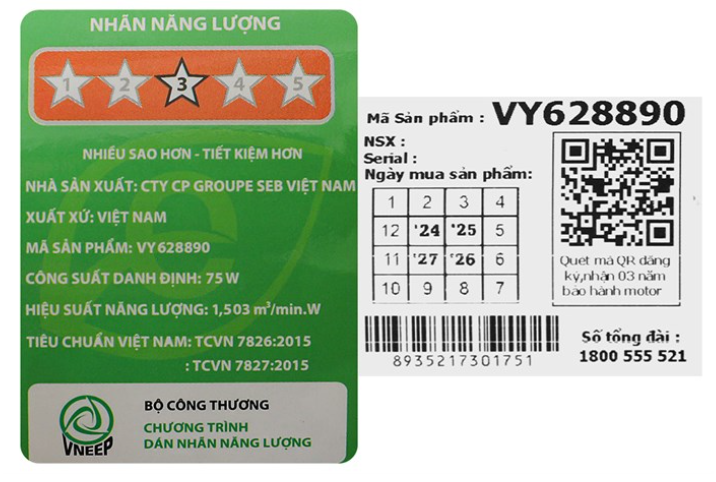 NHÃN NĂNG LƯỢNG
1 2 3 4 5
NHIỀU SAO HƠN - TIẾT KIỆM HƠN
NHÀ SẢN XUẤT: CTY CP GROUPE SEB VIỆT NAM
XUẤT XỨ: VIỆT NAM
MÃ SẢN PHẨM: VY628890
CÔNG SUẤT DANH ĐỊNH: 75W
HIỆU SUẤT NĂNG LƯỢNG: 1,503 m³/min.W
TIÊU CHUẨN VIỆT NAM: TCVN 7826:2015
: TCVN 7827:2015
VNEEP
BỘ CÔNG THƯƠNG
CHƯƠNG TRÌNH
DÁN NHÃN NĂNG LƯỢNG
Mã Sản phẩm : VY628890
NSX :
Serial :
Ngày mua sản phẩm:
1 2 3 4
12 '24 '25 5
11 '27 '26 6
10 9 8 7
Quét mã QR đăng
ký,nhận 03 năm
bảo hành motor
8935217301751
Số tổng đài :
1800 555 521